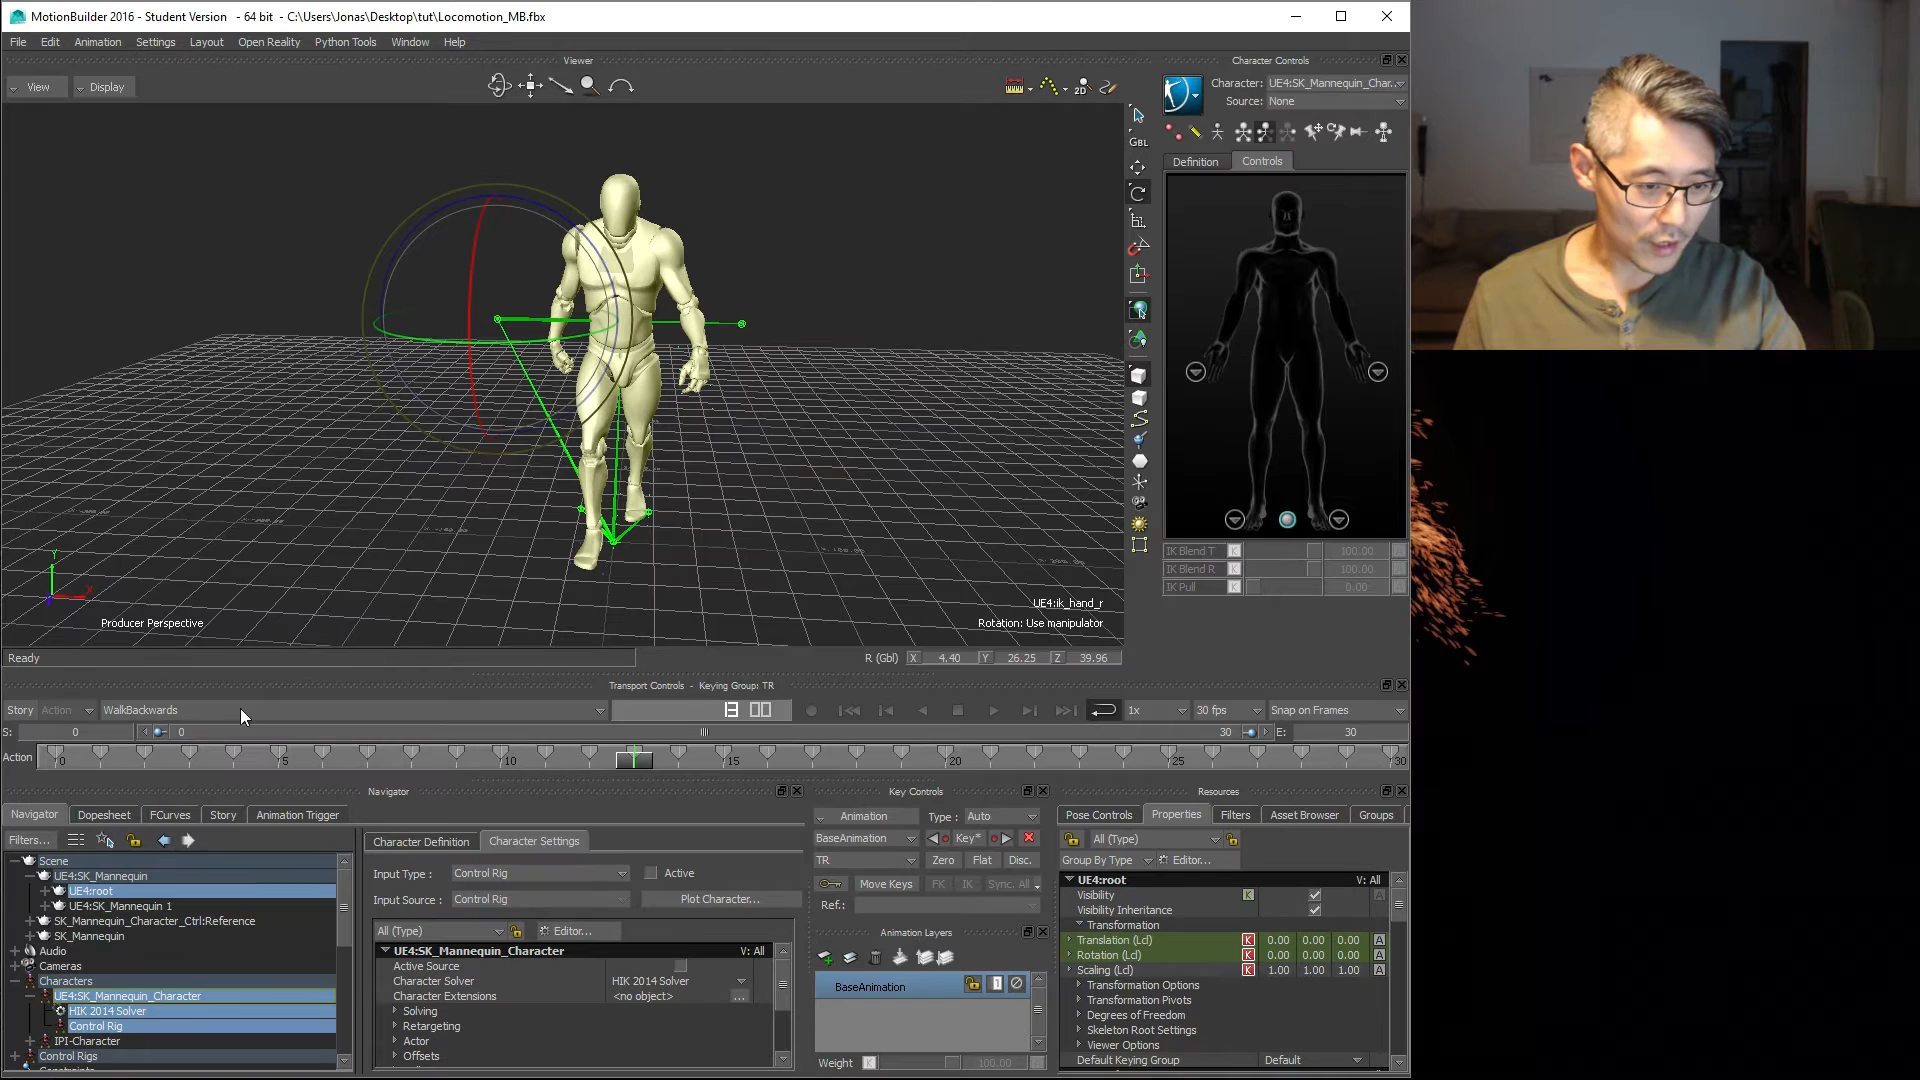 MotionBuilder 2016 - Student Version - 64 bit - C:\Users\Jonas\Desktop\tut\Locomotion_MB.fbx
File Edit Animation Settings Layout Open Reality Python Tools Window Help
Viewer
View Display
2D
GBL
UE4:ik_hand_r
Producer Perspective
Rotation: Use manipulator
Ready
R (Gbl) X 4.40 Y 26.25 Z 39.96
Character Controls
Character: UE4:SK_Mannequin_Char...
Source: None
Definition Controls
IK Blend T K 100.00 A
IK Blend R K 100.00 A
IK Pull K 0.00 A
Transport Controls - Keying Group: TR
Story Action WalkBackwards 13 00 1x 30 fps Snap on Frames
S: 0 0 30 E: 30
Action 0 5 10 15 20 25 30
Navigator
Navigator Dopesheet FCurves Story Animation Trigger
Filters...
Scene
UE4:SK_Mannequin
UE4:root
UE4:SK_Mannequin 1
SK_Mannequin_Character_Ctrl:Reference
SK_Mannequin
Audio
Cameras
Characters
UE4:SK_Mannequin_Character
HIK 2014 Solver
Control Rig
IPI-Character
Control Rigs
Constraints
Character Definition Character Settings
Input Type : Control Rig Active
Input Source : Control Rig Plot Character...
All (Type) Editor...
UE4:SK_Mannequin_Character V: All
Active Source
Character Solver HIK 2014 Solver
Character Extensions <no object> ...
Solving
Retargeting
Actor
Offsets
Key Controls
Animation Type : Auto
BaseAnimation Key*
TR Zero Flat Disc.
Move Keys FK IK Sync. All
Ref.:
Animation Layers
BaseAnimation 1
Weight K 100.00
Resources
Pose Controls Properties Filters Asset Browser Groups
All (Type)
Group By Type Editor...
UE4:root V: All
Visibility K A
Visibility Inheritance
Transformation
Translation (Lcl) K 0.00 0.00 0.00 A
Rotation (Lcl) K 0.00 0.00 0.00 A
Scaling (Lcl) K 1.00 1.00 1.00 A
Transformation Options
Transformation Pivots
Degrees of Freedom
Skeleton Root Settings
Viewer Options
Default Keying Group Default